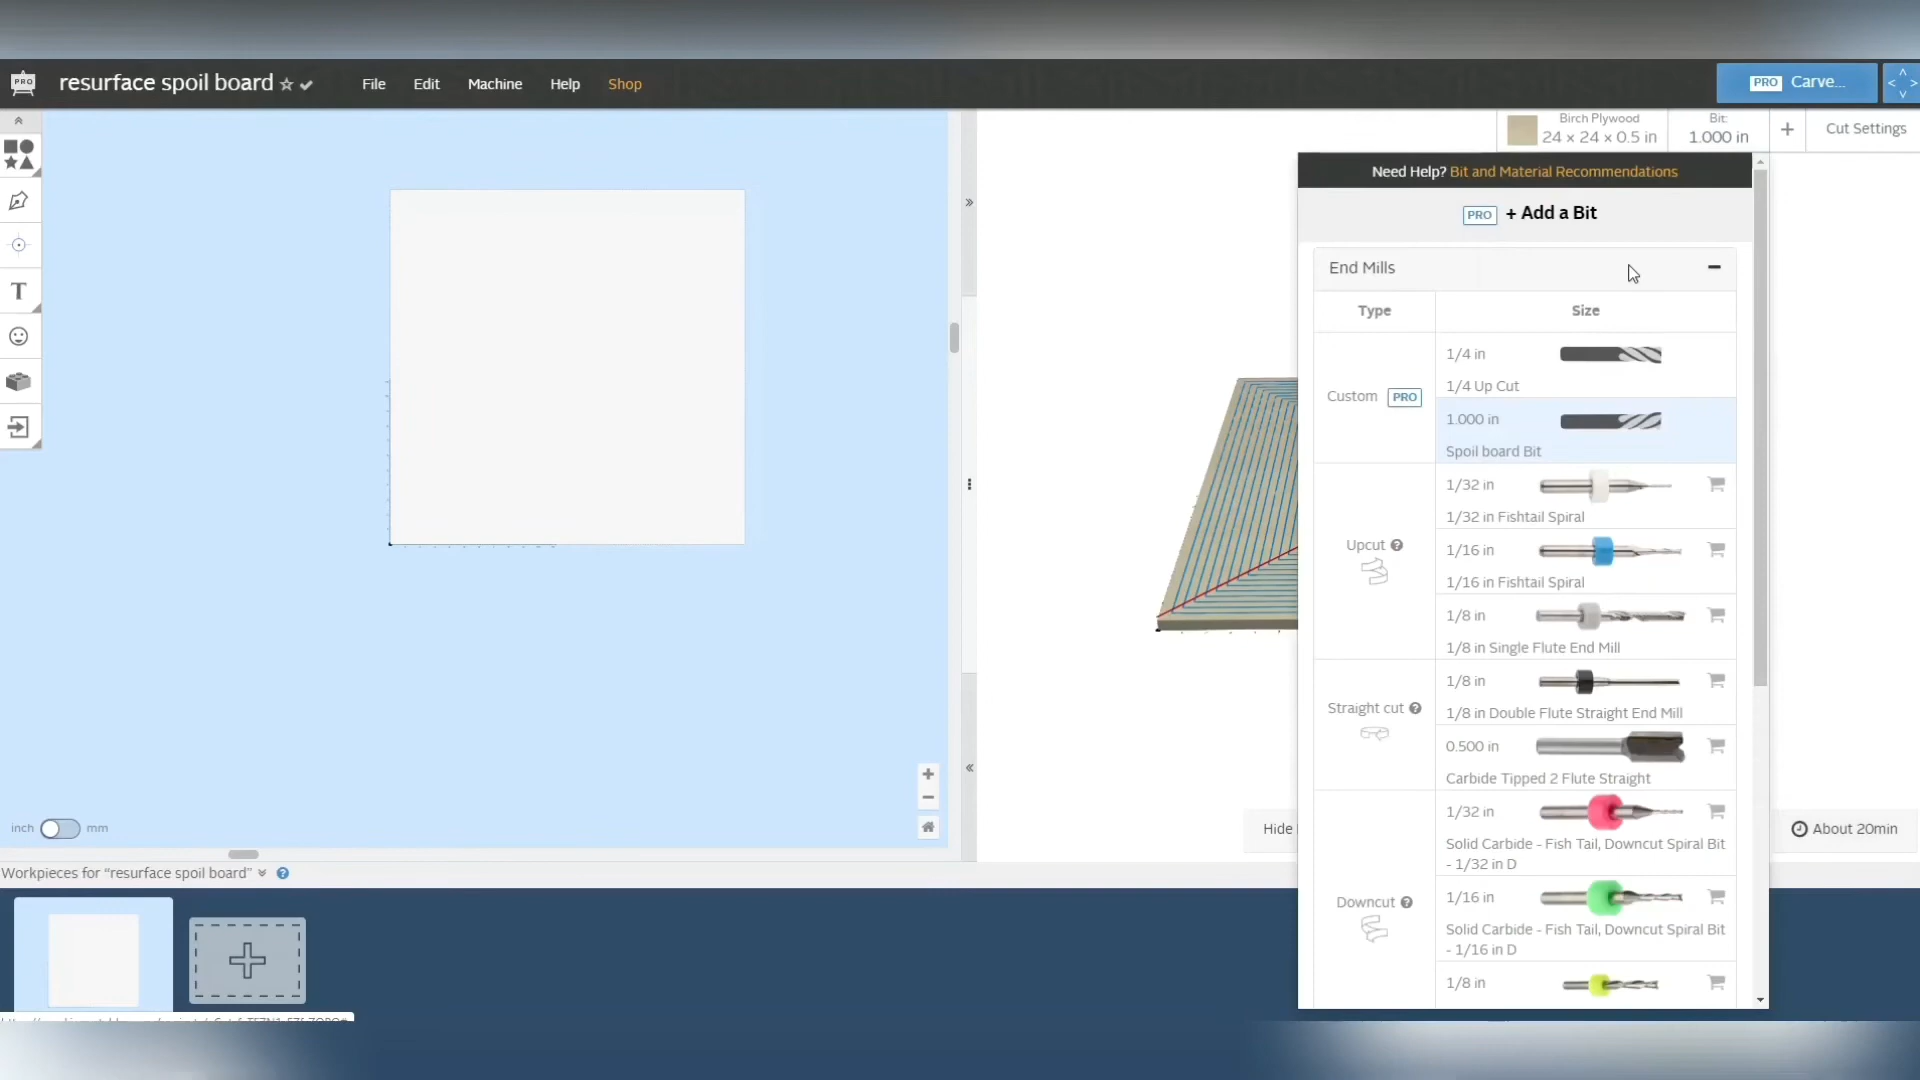 PRO
resurface spoil board
File
Edit
Machine
Help
Shop
PRO Carve...
Birch Plywood
24 × 24 × 0.5 in
Bit:
1.000 in
+
Cut Settings
Need Help? Bit and Material Recommendations
PRO + Add a Bit
End Mills
Type
Size
Custom PRO
1/4 in
1/4 Up Cut
1.000 in
Spoil board Bit
Upcut
1/32 in
1/32 in Fishtail Spiral
1/16 in
1/16 in Fishtail Spiral
1/8 in
1/8 in Single Flute End Mill
Straight cut
1/8 in
1/8 in Double Flute Straight End Mill
0.500 in
Carbide Tipped 2 Flute Straight
Downcut
1/32 in
Solid Carbide - Fish Tail, Downcut Spiral Bit
- 1/32 in D
1/16 in
Solid Carbide - Fish Tail, Downcut Spiral Bit
- 1/16 in D
1/8 in
T
inch
mm
Hide
About 20min
Workpieces for "resurface spoil board"